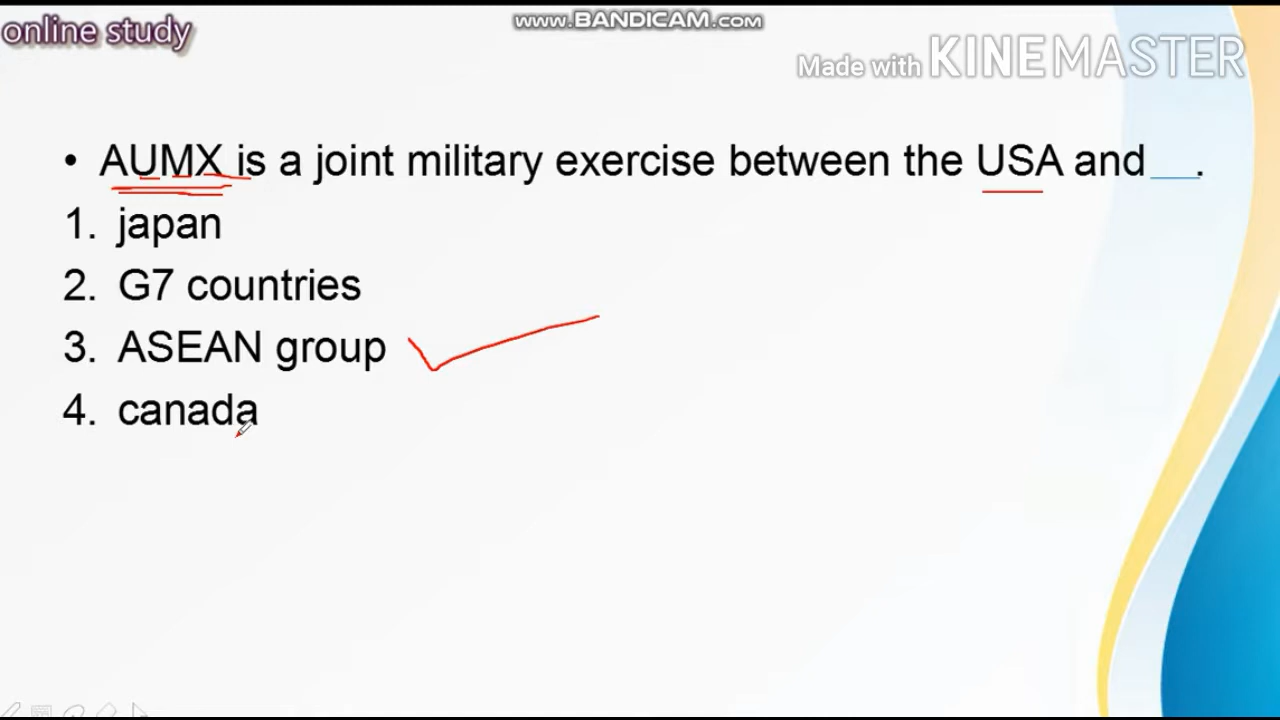 online study
www.BANDICAM.com
Made with KINEMASTER
• AUMX is a joint military exercise between the USA and __.
1. japan
2. G7 countries
3. ASEAN group
4. canada